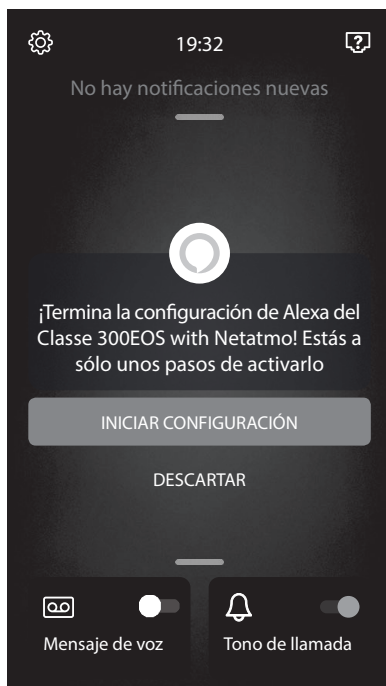 19:32
No hay notificaciones nuevas
¡Termina la configuración de Alexa del
Classe 300EOS with Netatmo! Estás a
sólo unos pasos de activarlo
INICIAR CONFIGURACIÓN
DESCARTAR
Mensaje de voz
Tono de llamada